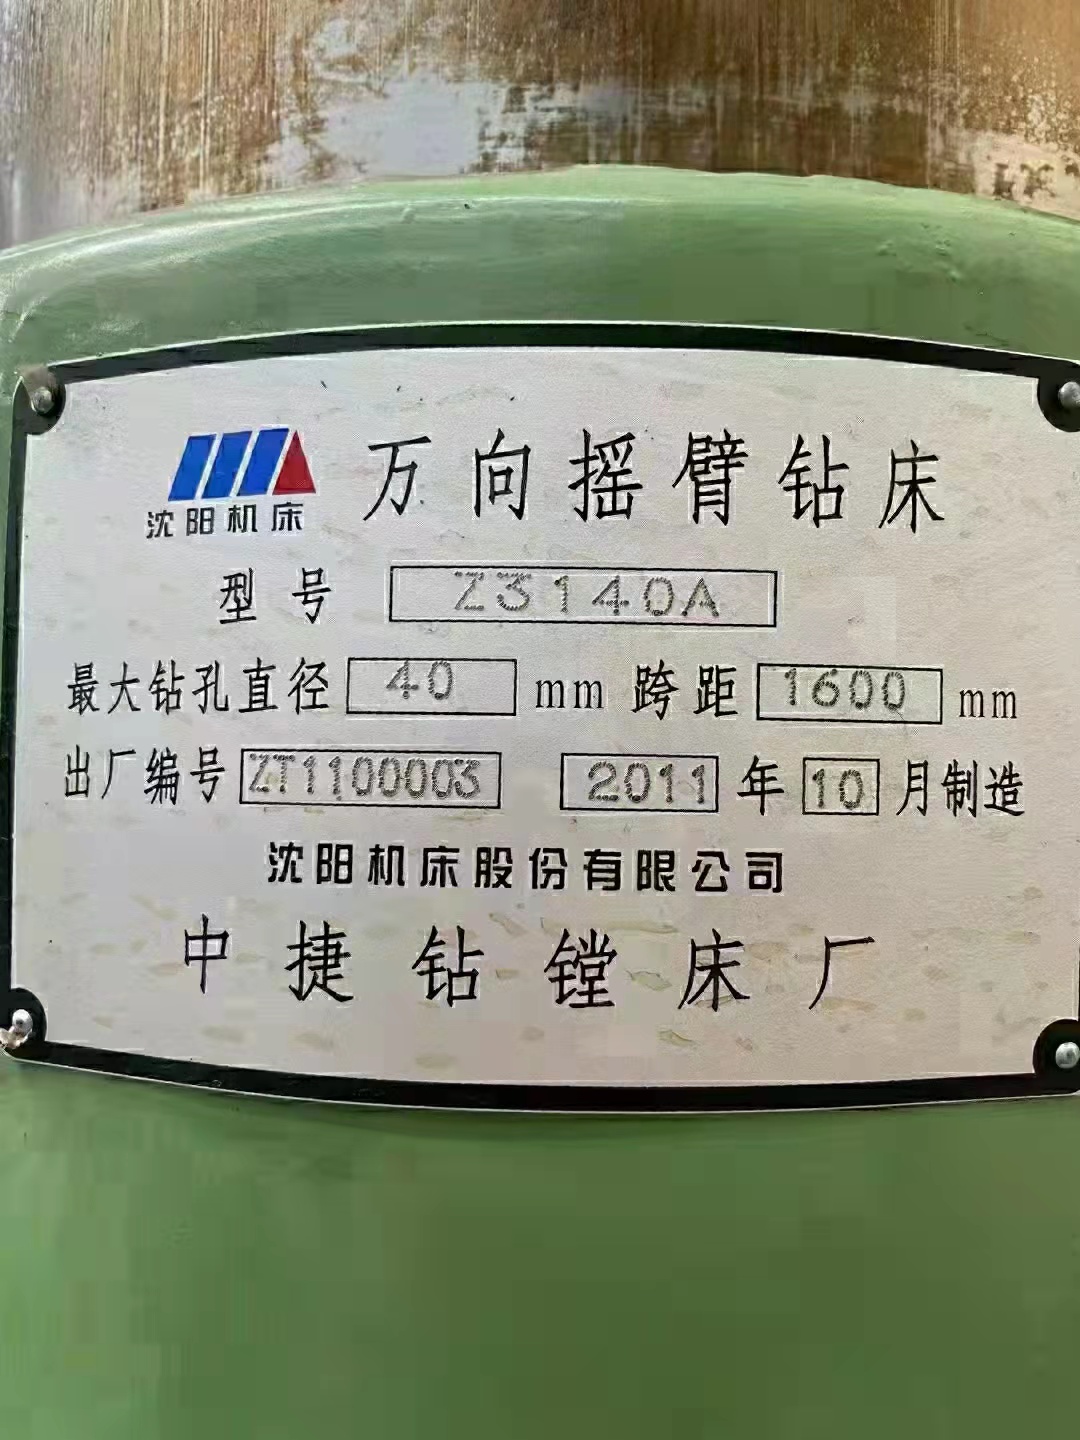 沈阳机床 万向摇臂钻床
型号 Z3140A
最大钻孔直径 40 mm 跨距 1600 mm
出厂编号 ZT1100003 2011 年 10 月制造
沈阳机床股份有限公司
中捷钻镗床厂